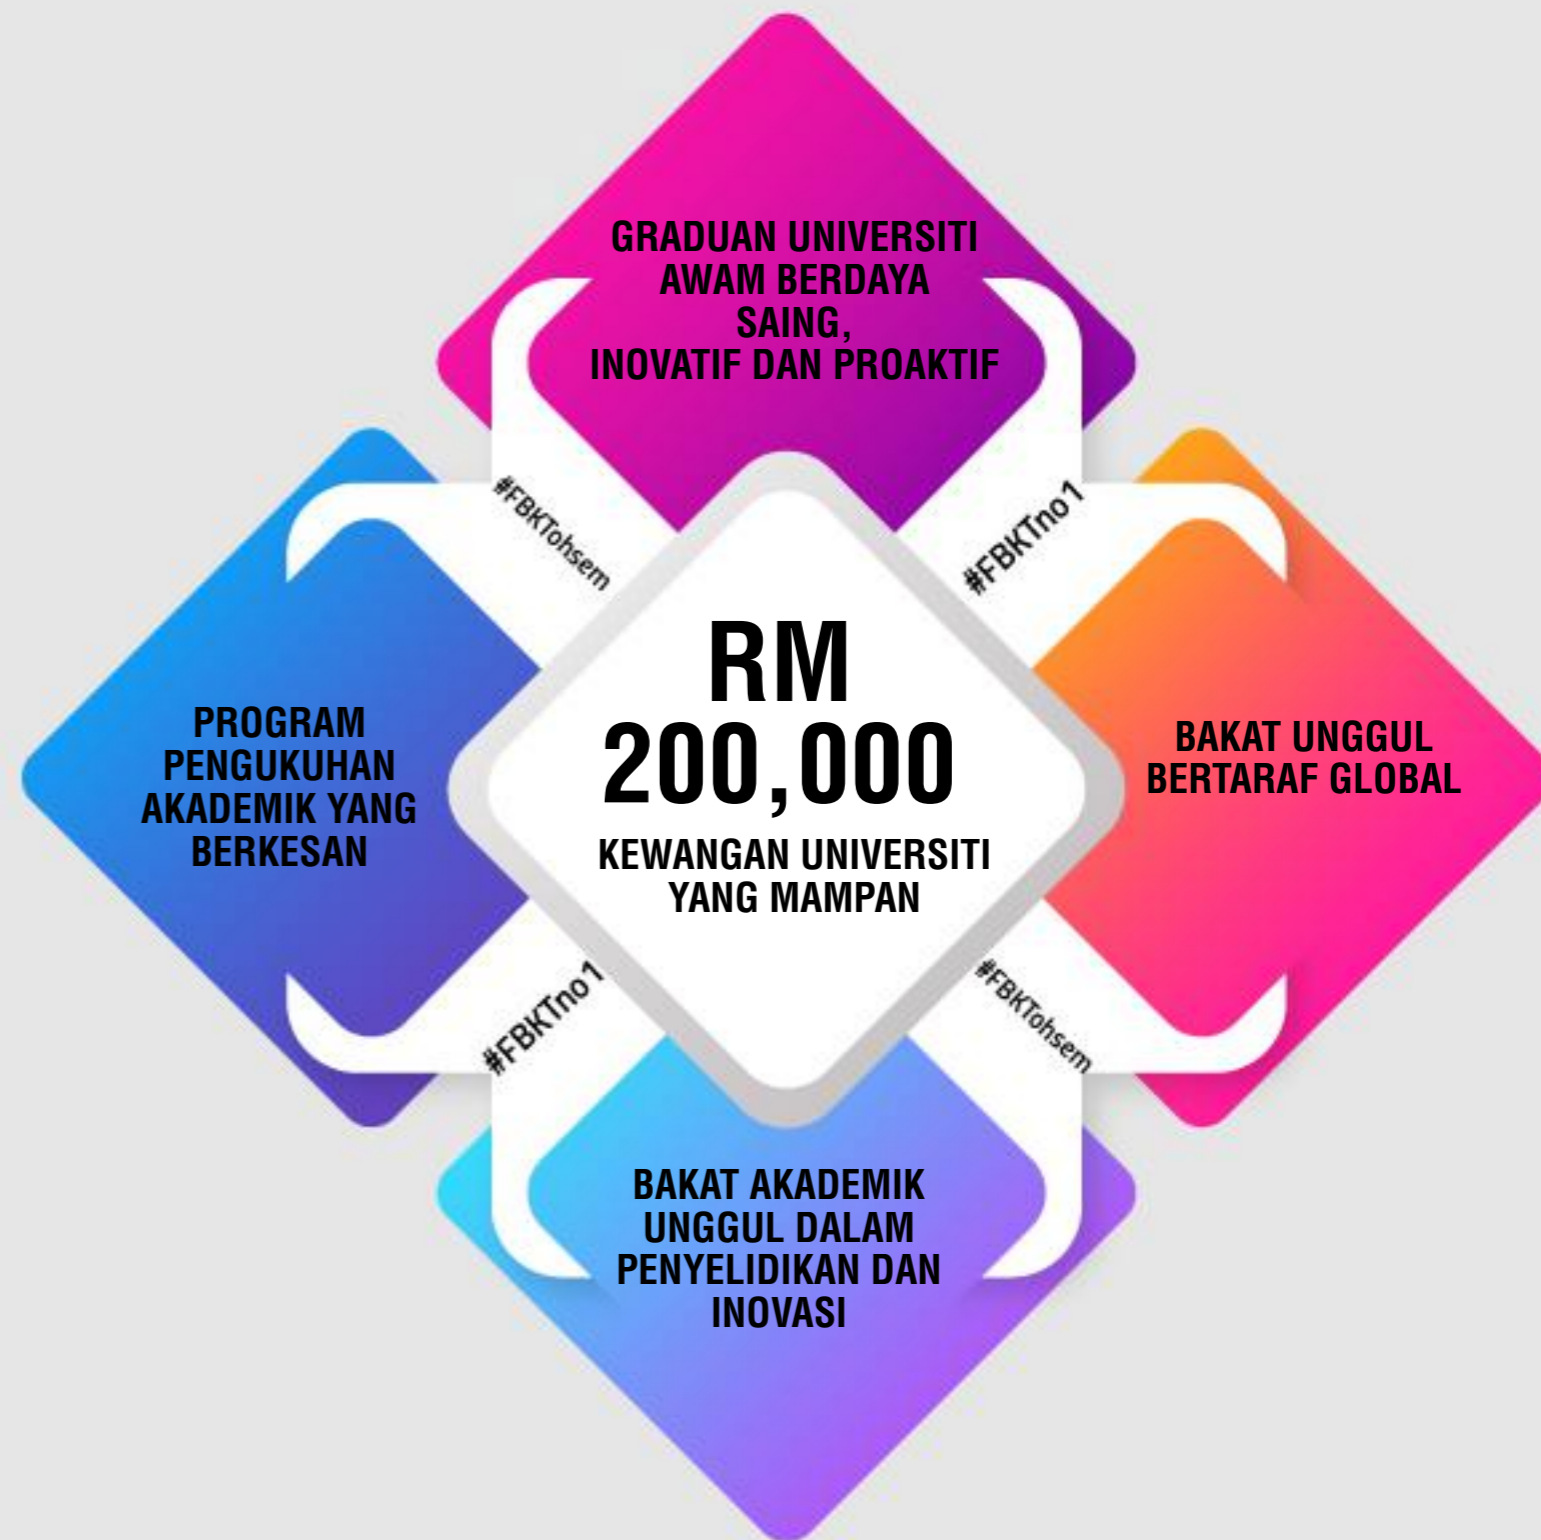 GRADUAN UNIVERSITI
AWAM BERDAYA
SAING,
INOVATIF DAN PROAKTIF
#FBKTohsem
#FBKTno1
PROGRAM
PENGUKUHAN
AKADEMIK YANG
BERKESAN
RM
200,000
KEWANGAN UNIVERSITI
YANG MAMPAN
BAKAT UNGGUL
BERTARAF GLOBAL
#FBKTno1
#FBKTohsem
BAKAT AKADEMIK
UNGGUL DALAM
PENYELIDIKAN DAN
INOVASI